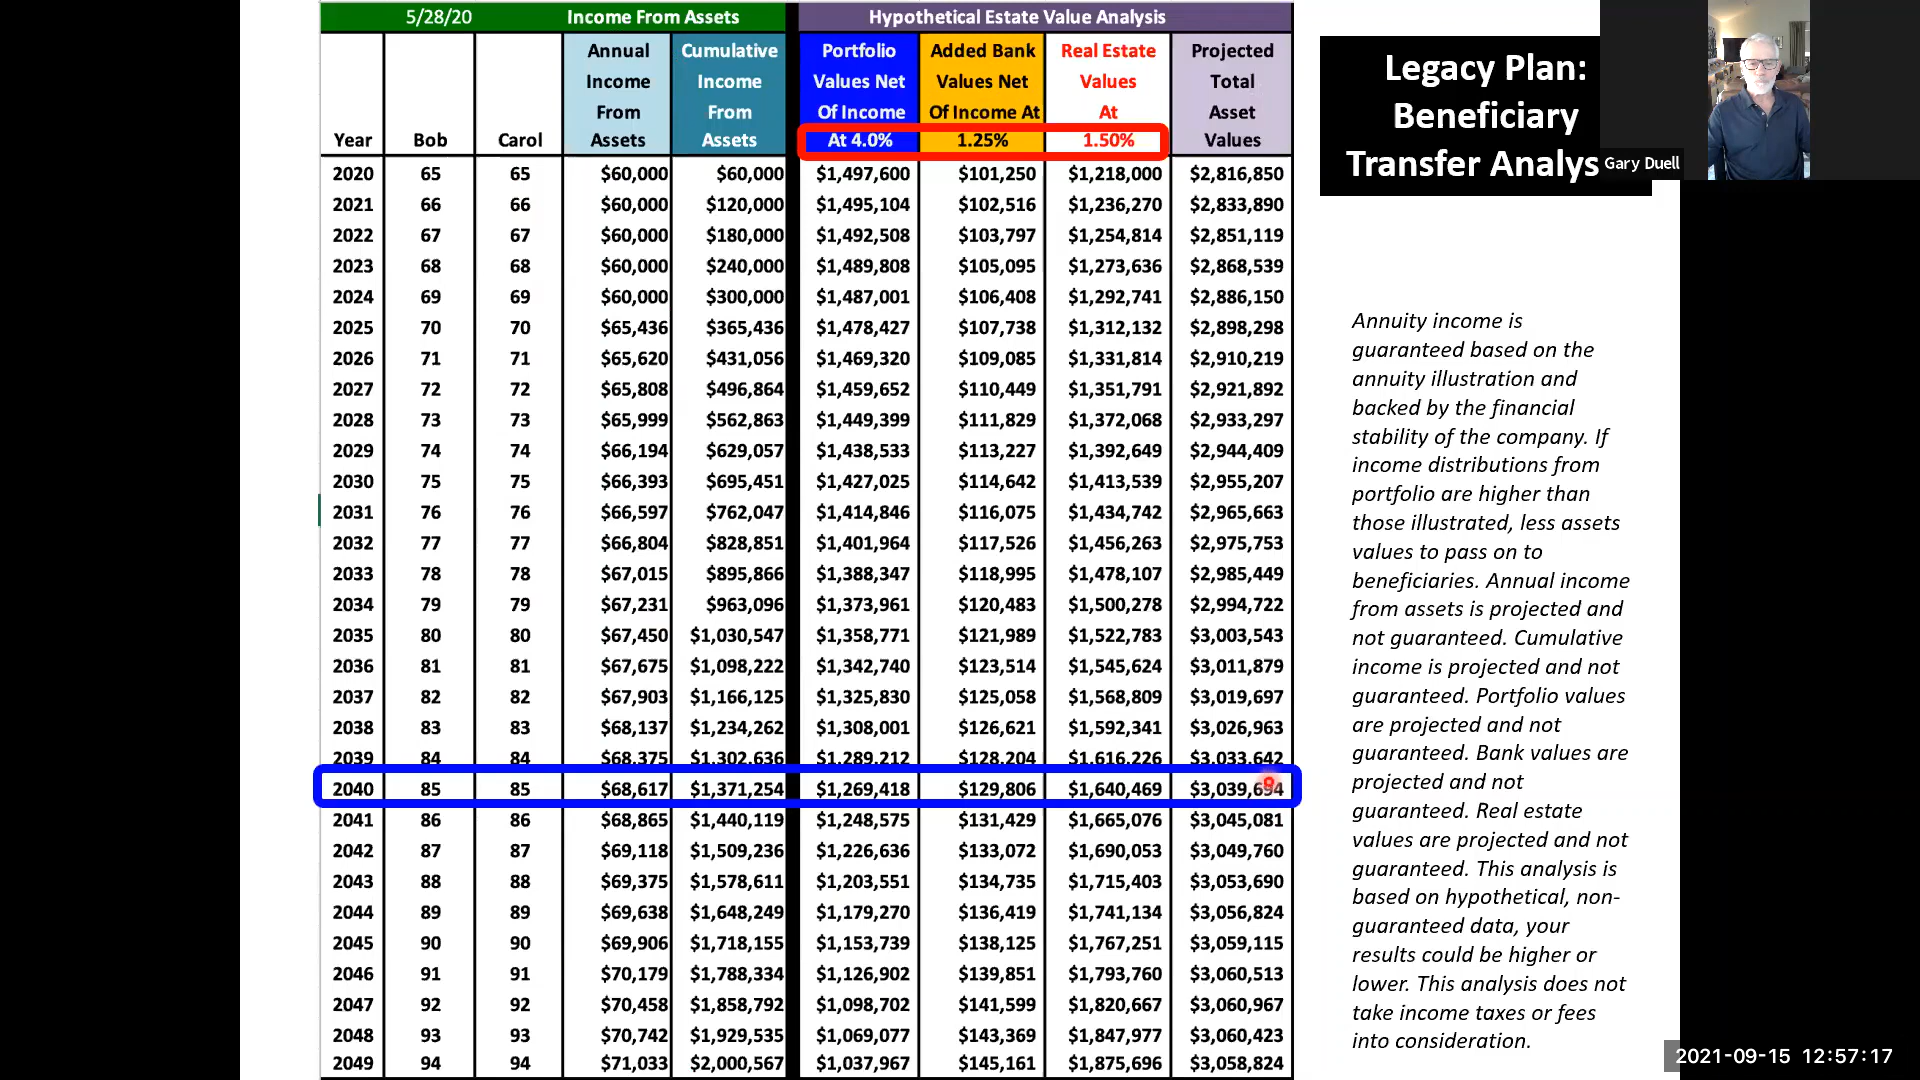 5/28/20 Income From Assets Hypothetical Estate Value Analysis
Annual Cumulative Portfolio Added Bank Real Estate Projected
Income Income Values Net Values Net Values Total
From From Of Income Of Income At At Asset
Year Bob Carol Assets Assets At 4.0% 1.25% 1.50% Values
2020 65 65 $60,000 $60,000 $1,497,600 $101,250 $1,218,000 $2,816,850
2021 66 66 $60,000 $120,000 $1,495,104 $102,516 $1,236,270 $2,833,890
2022 67 67 $60,000 $180,000 $1,492,508 $103,797 $1,254,814 $2,851,119
2023 68 68 $60,000 $240,000 $1,489,808 $105,095 $1,273,636 $2,868,539
2024 69 69 $60,000 $300,000 $1,487,001 $106,408 $1,292,741 $2,886,150
2025 70 70 $65,436 $365,436 $1,478,427 $107,738 $1,312,132 $2,898,298
2026 71 71 $65,620 $431,056 $1,469,320 $109,085 $1,331,814 $2,910,219
2027 72 72 $65,808 $496,864 $1,459,652 $110,449 $1,351,791 $2,921,892
2028 73 73 $65,999 $562,863 $1,449,399 $111,829 $1,372,068 $2,933,297
2029 74 74 $66,194 $629,057 $1,438,533 $113,227 $1,392,649 $2,944,409
2030 75 75 $66,393 $695,451 $1,427,025 $114,642 $1,413,539 $2,955,207
2031 76 76 $66,597 $762,047 $1,414,846 $116,075 $1,434,742 $2,965,663
2032 77 77 $66,804 $828,851 $1,401,964 $117,526 $1,456,263 $2,975,753
2033 78 78 $67,015 $895,866 $1,388,347 $118,995 $1,478,107 $2,985,449
2034 79 79 $67,231 $963,096 $1,373,961 $120,483 $1,500,278 $2,994,722
2035 80 80 $67,450 $1,030,547 $1,358,771 $121,989 $1,522,783 $3,003,543
2036 81 81 $67,675 $1,098,222 $1,342,740 $123,514 $1,545,624 $3,011,879
2037 82 82 $67,903 $1,166,125 $1,325,830 $125,058 $1,568,809 $3,019,697
2038 83 83 $68,137 $1,234,262 $1,308,001 $126,621 $1,592,341 $3,026,963
2039 84 84 $68,375 $1,302,636 $1,289,212 $128,204 $1,616,226 $3,033,642
2040 85 85 $68,617 $1,371,254 $1,269,418 $129,806 $1,640,469 $3,039,694
2041 86 86 $68,865 $1,440,119 $1,248,575 $131,429 $1,665,076 $3,045,081
2042 87 87 $69,118 $1,509,236 $1,226,636 $133,072 $1,690,053 $3,049,760
2043 88 88 $69,375 $1,578,611 $1,203,551 $134,735 $1,715,403 $3,053,690
2044 89 89 $69,638 $1,648,249 $1,179,270 $136,419 $1,741,134 $3,056,824
2045 90 90 $69,906 $1,718,155 $1,153,739 $138,125 $1,767,251 $3,059,115
2046 91 91 $70,179 $1,788,334 $1,126,902 $139,851 $1,793,760 $3,060,513
2047 92 92 $70,458 $1,858,792 $1,098,702 $141,599 $1,820,667 $3,060,967
2048 93 93 $70,742 $1,929,535 $1,069,077 $143,369 $1,847,977 $3,060,423
2049 94 94 $71,033 $2,000,567 $1,037,967 $145,161 $1,875,696 $3,058,824
Legacy Plan:
Beneficiary
Transfer Analys
Gary Duell
Annuity income is
guaranteed based on the
annuity illustration and
backed by the financial
stability of the company. If
income distributions from
portfolio are higher than
those illustrated, less assets
values to pass on to
beneficiaries. Annual income
from assets is projected and
not guaranteed. Cumulative
income is projected and not
guaranteed. Portfolio values
are projected and not
guaranteed. Bank values are
projected and not
guaranteed. Real estate
values are projected and not
guaranteed. This analysis is
based on hypothetical, non-
guaranteed data, your
results could be higher or
lower. This analysis does not
take income taxes or fees
into consideration.
2021-09-15 12:57:17